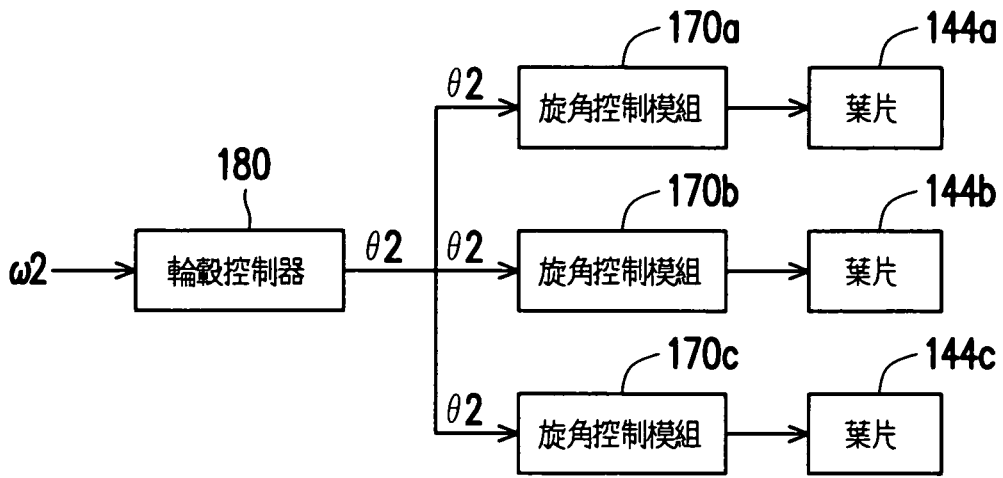 170a
144a
θ2
旋角控制模組
葉片
180
170b
144b
ω2
輪轂控制器
θ2
θ2
旋角控制模組
葉片
170c
144c
θ2
旋角控制模組
葉片